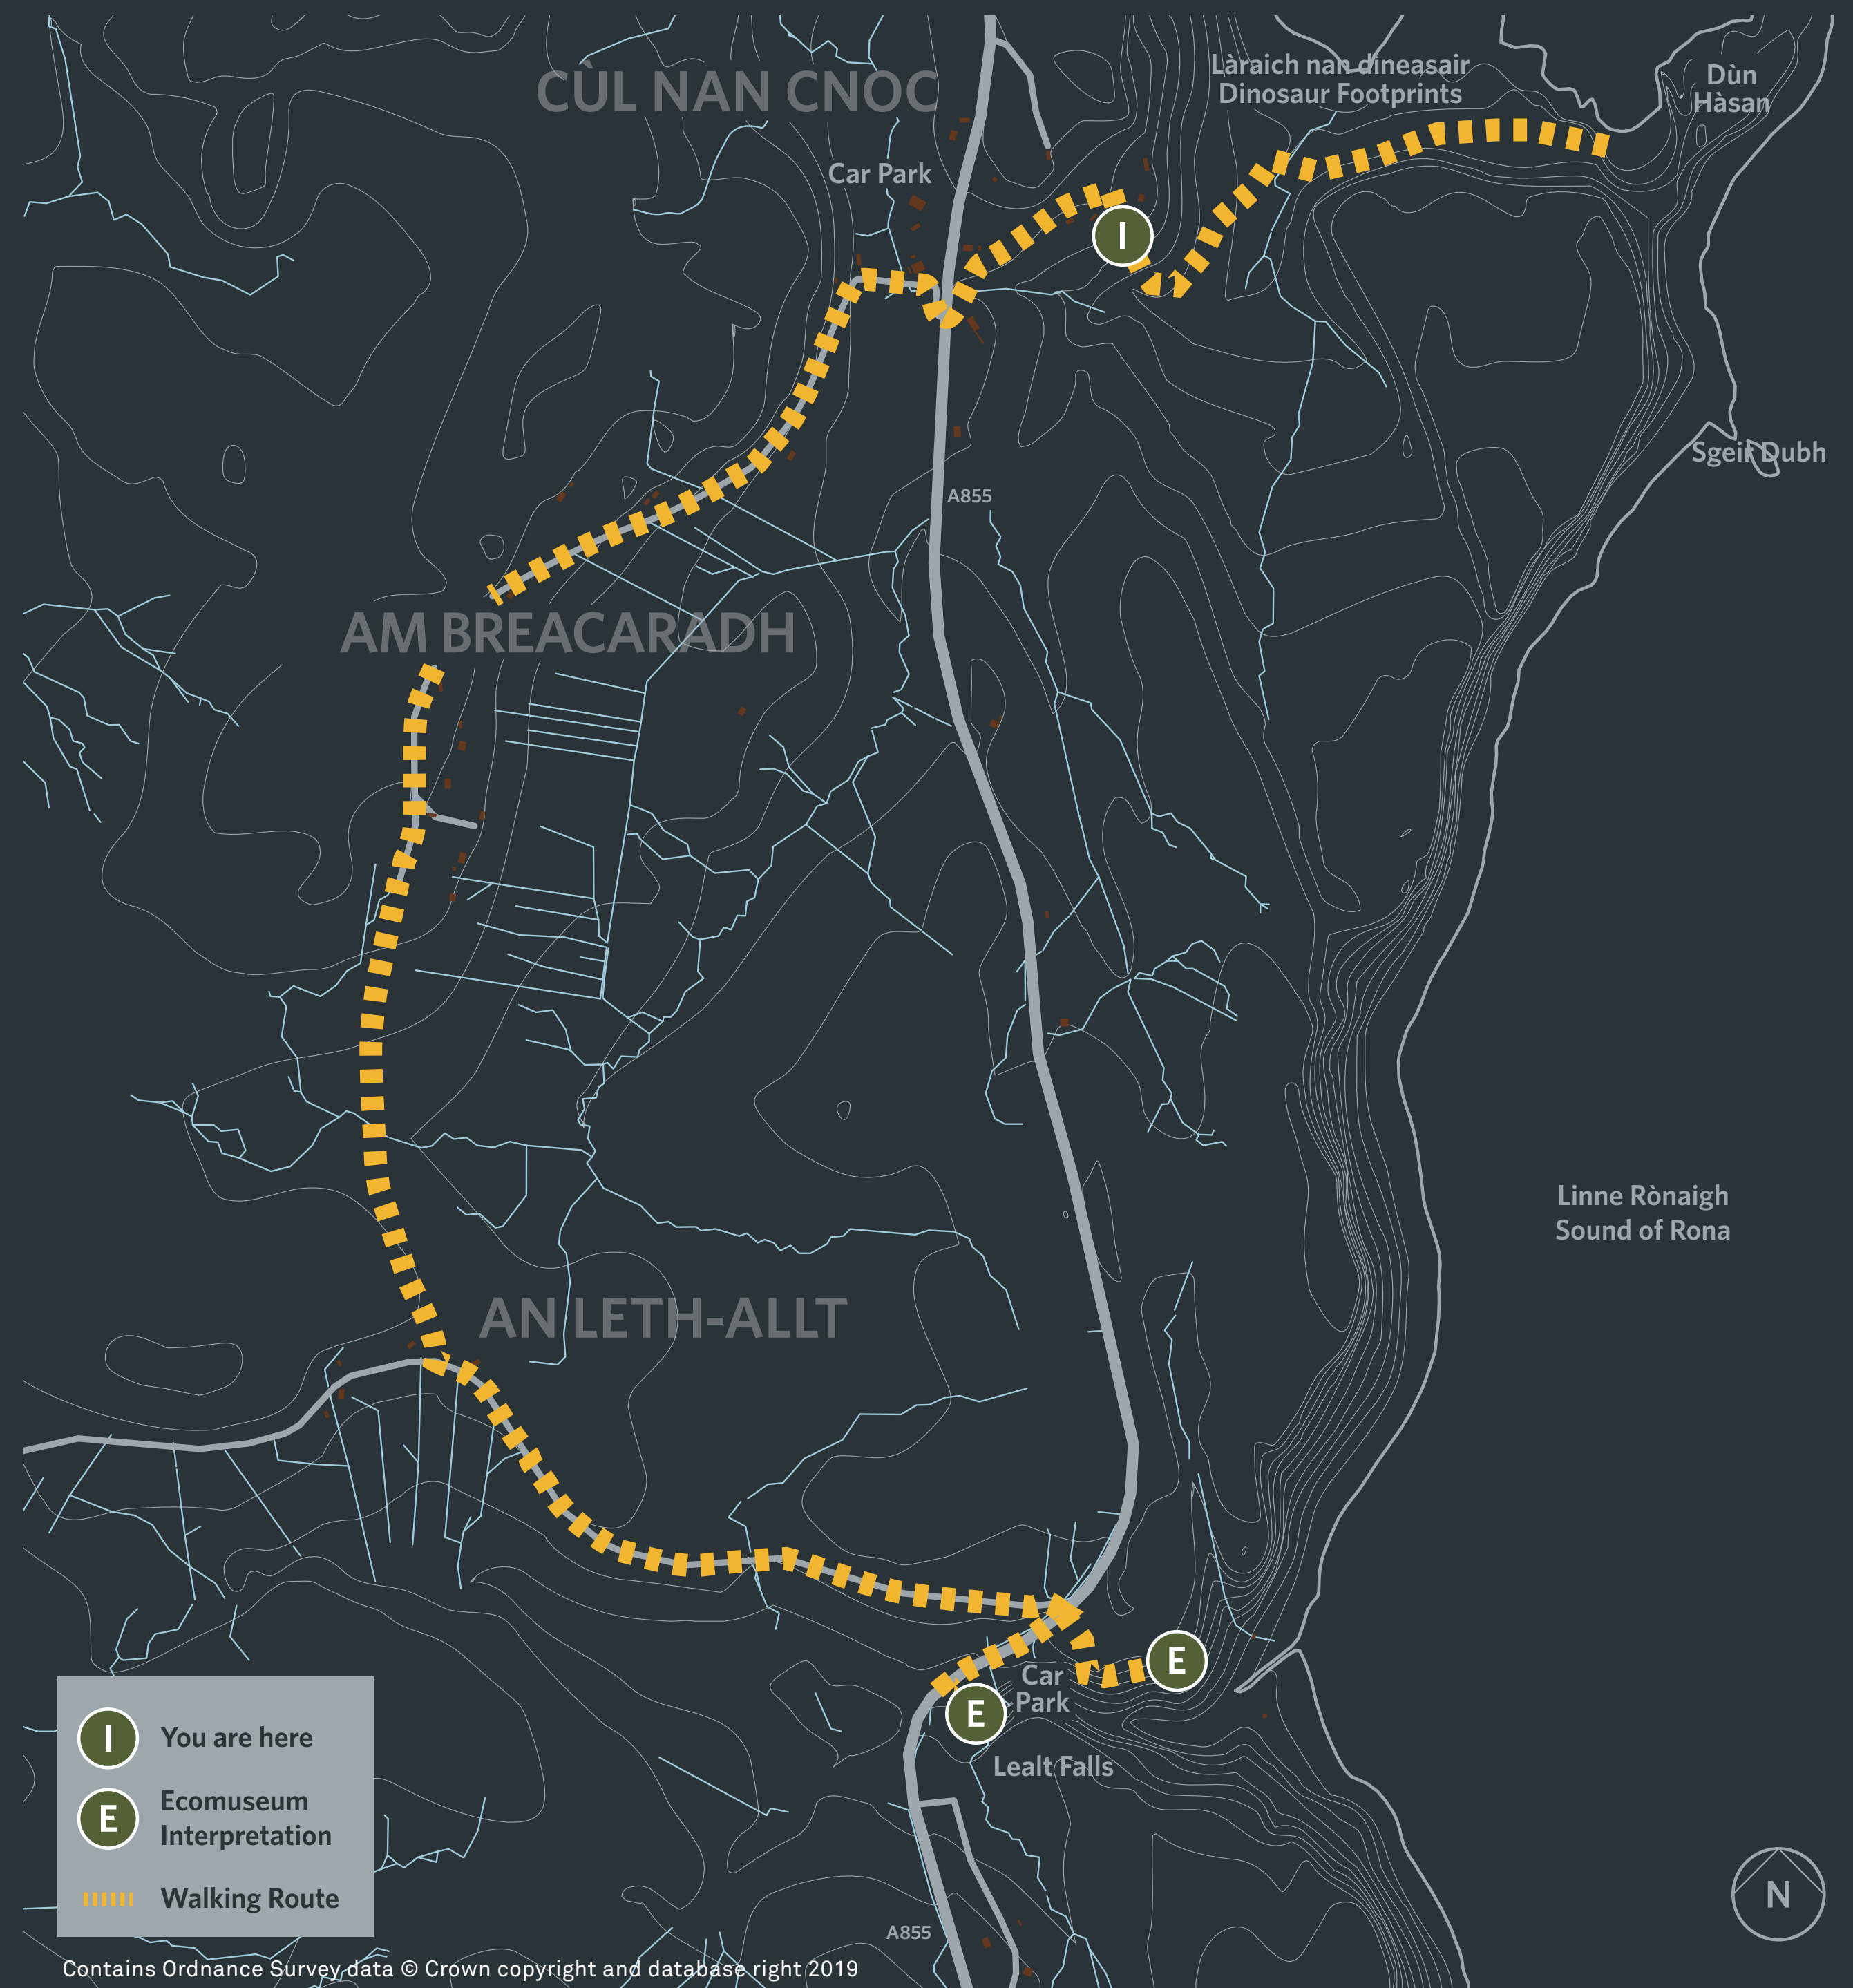 Làraich nan dìneasair
Dinosaur Footprints
Dùn
Hàsan
CÙL NAN CNOC
Car Park
I
Sgeir Dubh
A855
AM BREACARADH
Linne Rònaigh
Sound of Rona
AN LETH-ALLT
E
Car
Park
E
Lealt Falls
I
You are here
E
Ecomuseum
Interpretation
Walking Route
N
A855
Contains Ordnance Survey data © Crown copyright and database right 2019